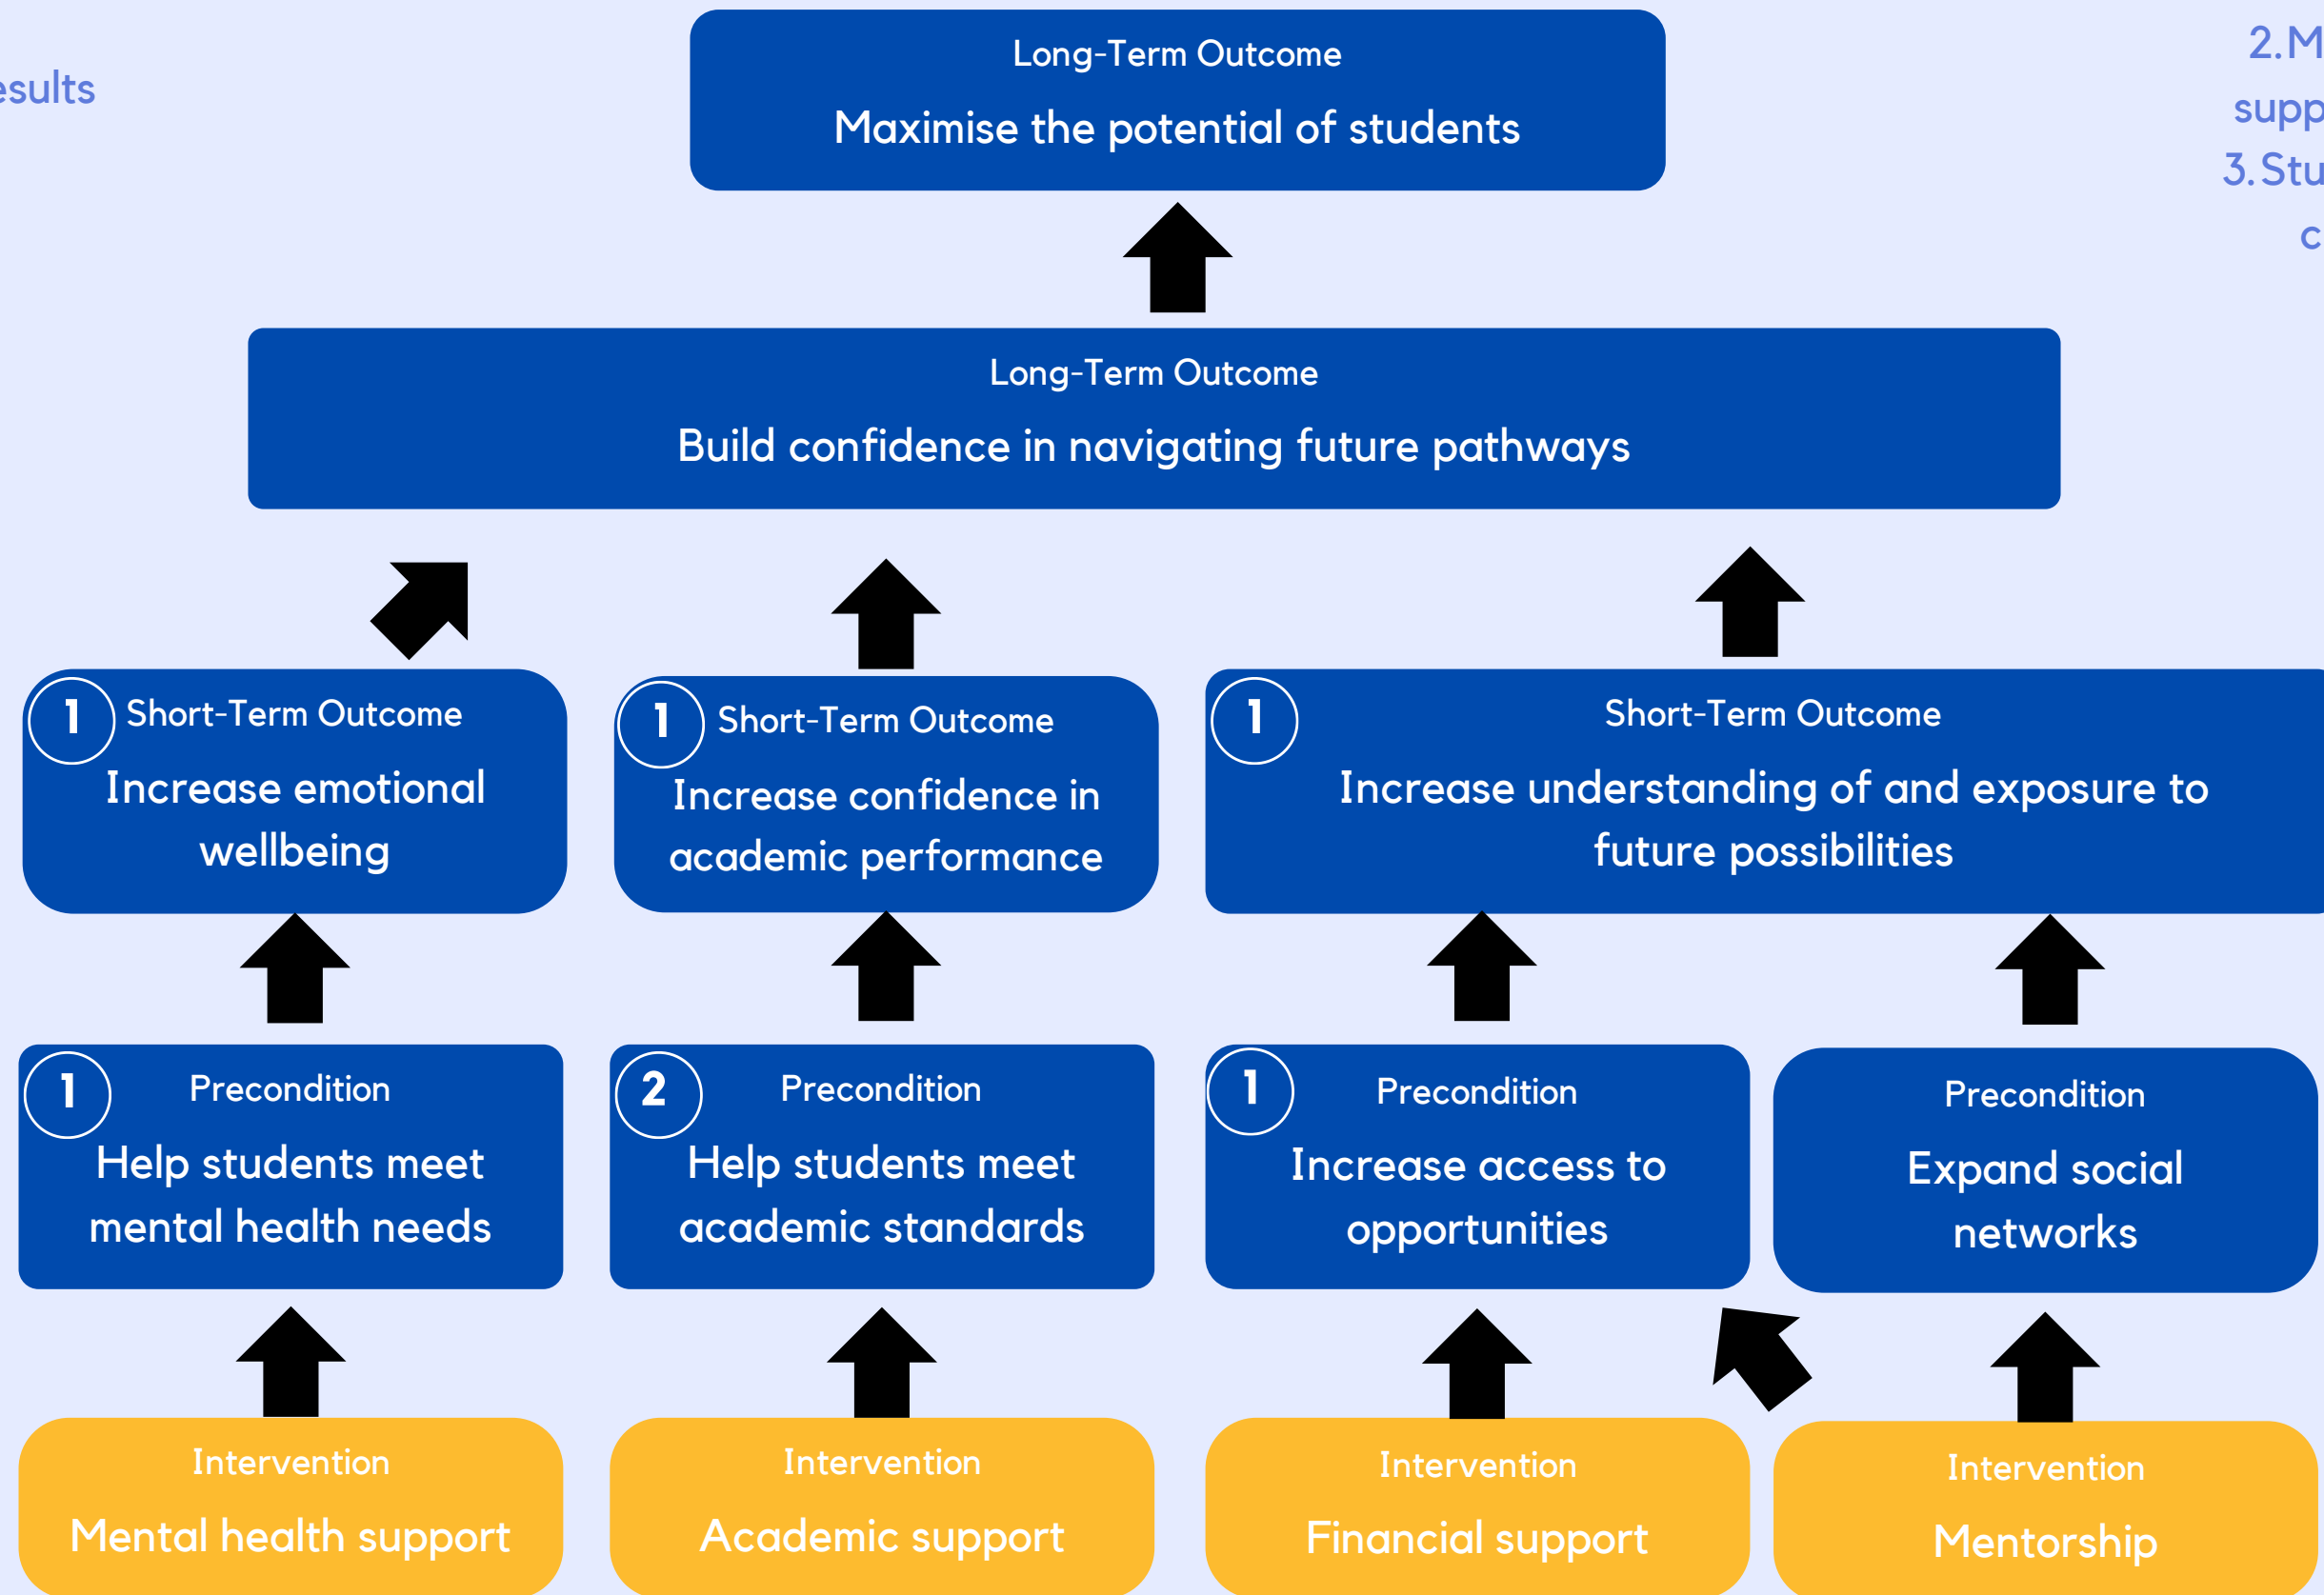 Long-Term Outcome
Maximise the potential of students
Long-Term Outcome
Build confidence in navigating future pathways
1
Short-Term Outcome
Increase emotional
wellbeing
1
Short-Term Outcome
Increase confidence in
academic performance
1
Short-Term Outcome
Increase understanding of and exposure to
future possibilities
1
Precondition
Help students meet
mental health needs
2
Precondition
Help students meet
academic standards
1
Precondition
Increase access to
opportunities
Precondition
Expand social
networks
Intervention
Mental health support
Intervention
Academic support
Intervention
Financial support
Intervention
Mentorship
2.
3.